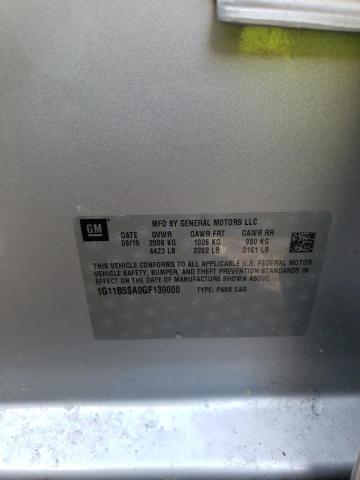 MFD BY GENERAL MOTORS LLC
GM
DATE GVWR GAWR FRT GAWR RR
09/15 2006 KG 1026 KG 980 KG
4423 LB 2262 LB 2161 LB
THIS VEHICLE CONFORMS TO ALL APPLICABLE U.S. FEDERAL MOTOR
VEHICLE SAFETY, BUMPER, AND THEFT PREVENTION STANDARDS
IN EFFECT ON THE DATE OF MANUFACTURE SHOWN ABOVE.
1G11B5SA0GF139000 TYPE: PASS CAR